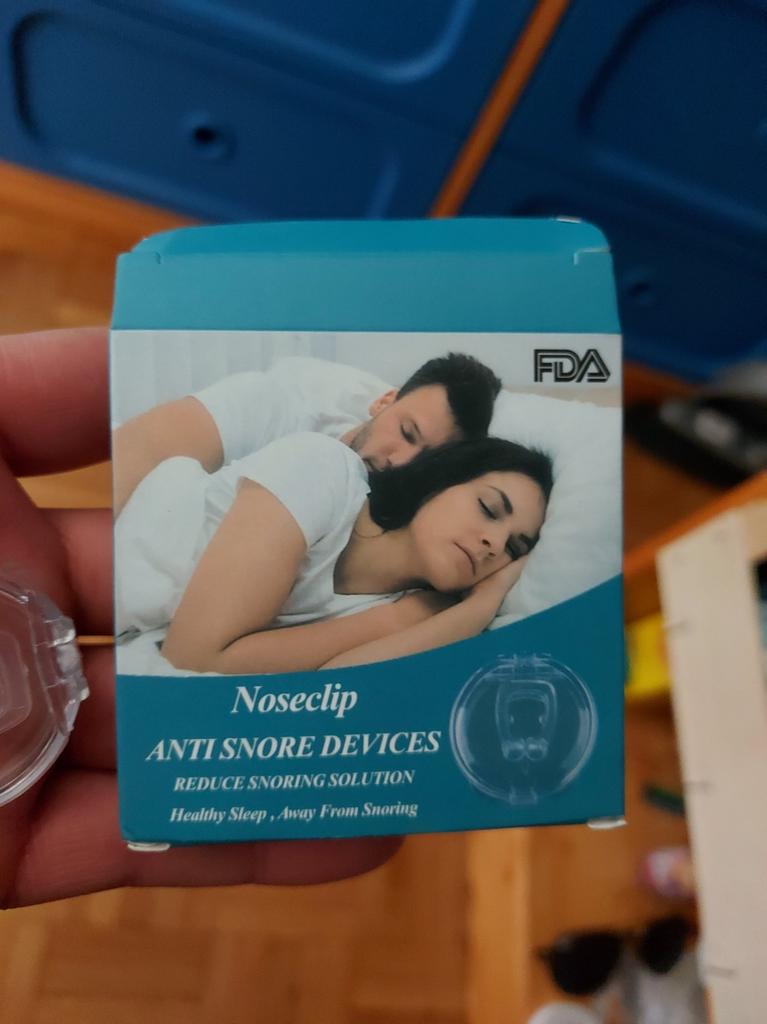 FDA
Noseclip
ANTI SNORE DEVICES
REDUCE SNORING SOLUTION
Healthy Sleep , Away From Snoring